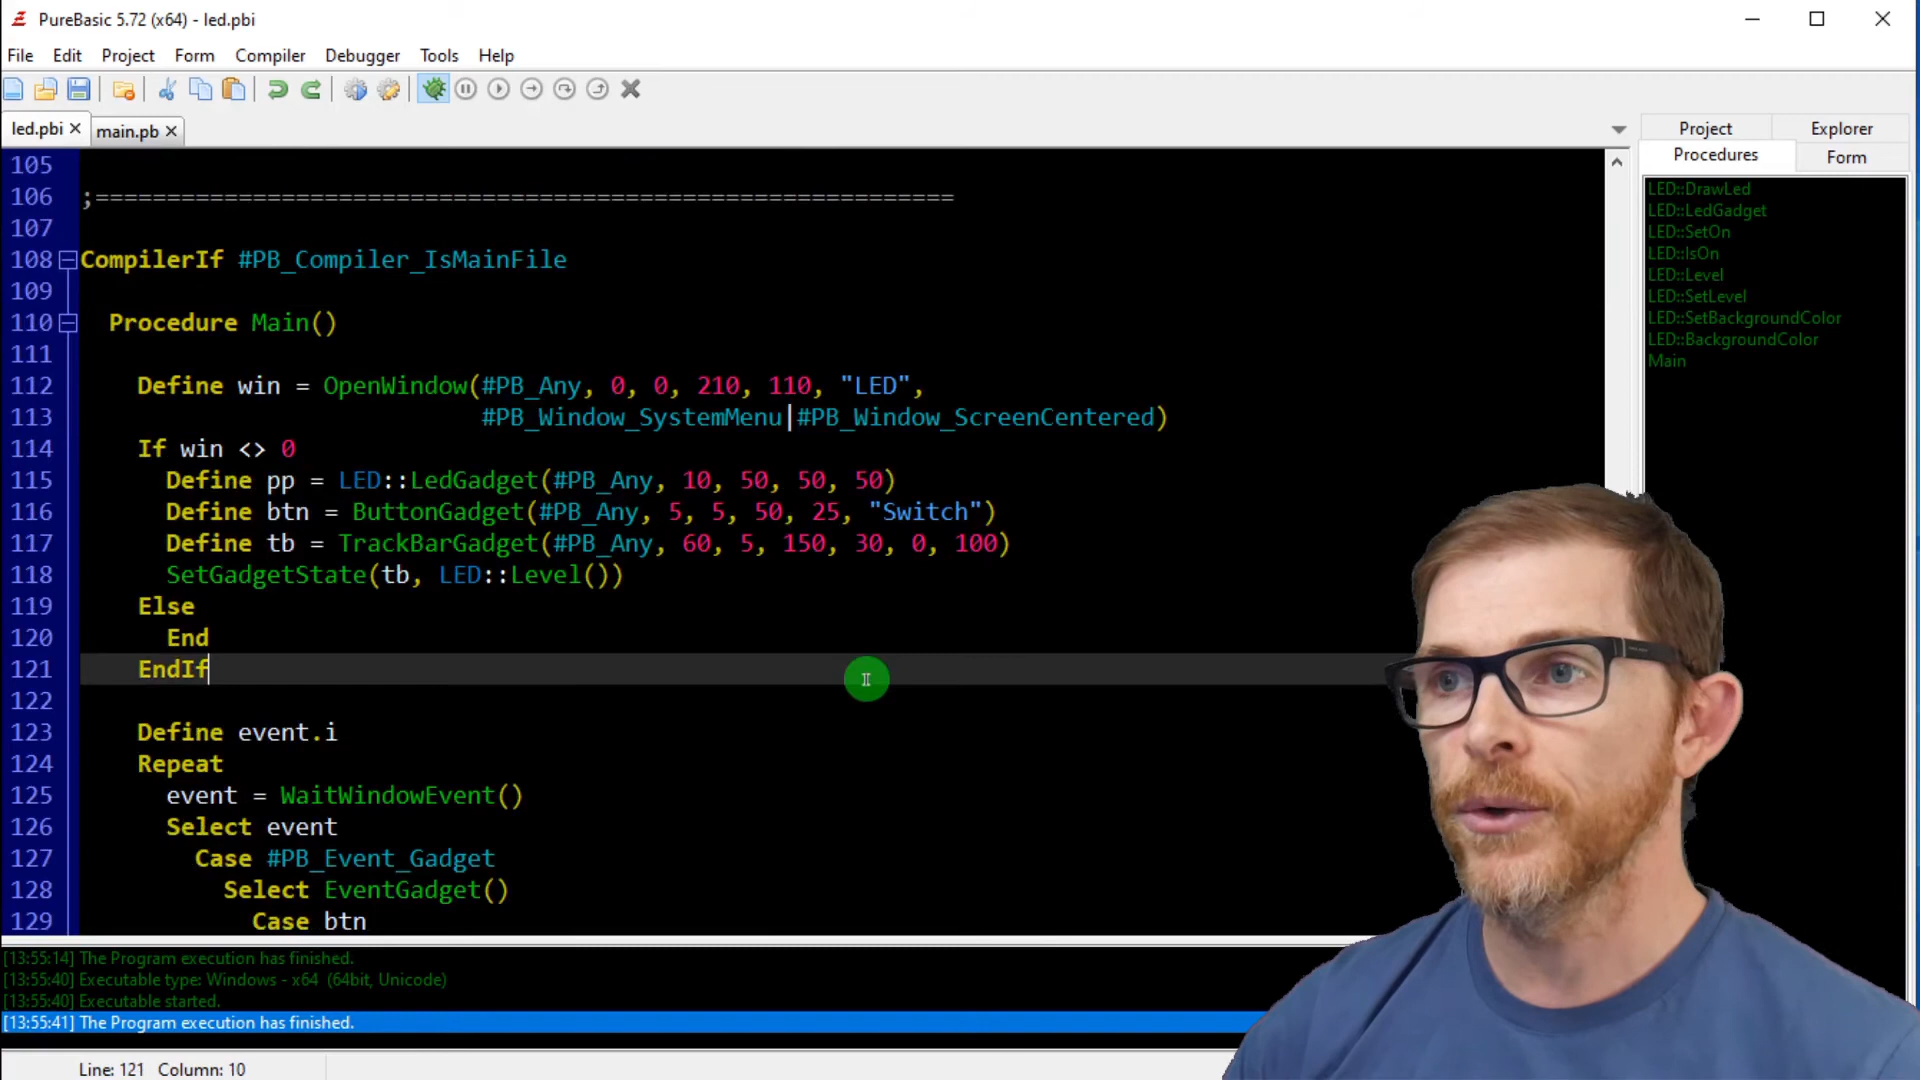 PureBasic 5.72 (x64) - led.pbi
File Edit Project Form Compiler Debugger Tools Help
led.pbi main.pb
Project Explorer
Procedures Form
LED::DrawLed
LED::LedGadget
LED::SetOn
LED::IsOn
LED::Level
LED::SetLevel
LED::SetBackgroundColor
LED::BackgroundColor
Main
105
106 ;============================================================
107
108 CompilerIf #PB_Compiler_IsMainFile
109
110 Procedure Main()
111
112 Define win = OpenWindow(#PB_Any, 0, 0, 210, 110, "LED",
113 #PB_Window_SystemMenu|#PB_Window_ScreenCentered)
114 If win <> 0
115 Define pp = LED::LedGadget(#PB_Any, 10, 50, 50, 50)
116 Define btn = ButtonGadget(#PB_Any, 5, 5, 50, 25, "Switch")
117 Define tb = TrackBarGadget(#PB_Any, 60, 5, 150, 30, 0, 100)
118 SetGadgetState(tb, LED::Level())
119 Else
120 End
121 EndIf
122
123 Define event.i
124 Repeat
125 event = WaitWindowEvent()
126 Select event
127 Case #PB_Event_Gadget
128 Select EventGadget()
129 Case btn
[13:55:14] The Program execution has finished.
[13:55:40] Executable type: Windows - x64 (64bit, Unicode)
[13:55:40] Executable started.
[13:55:41] The Program execution has finished.
Line: 121 Column: 10